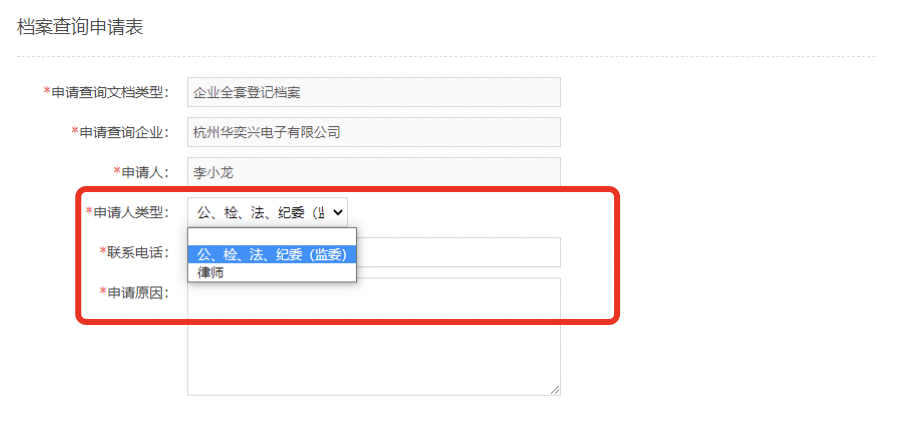 档案查询申请表
*申请查询文档类型： 企业全套登记档案
*申请查询企业： 杭州华奕兴电子有限公司
*申请人： 李小龙
*申请人类型： 公、检、法、纪委（监
公、检、法、纪委（监委）
律师
*联系电话：
*申请原因：